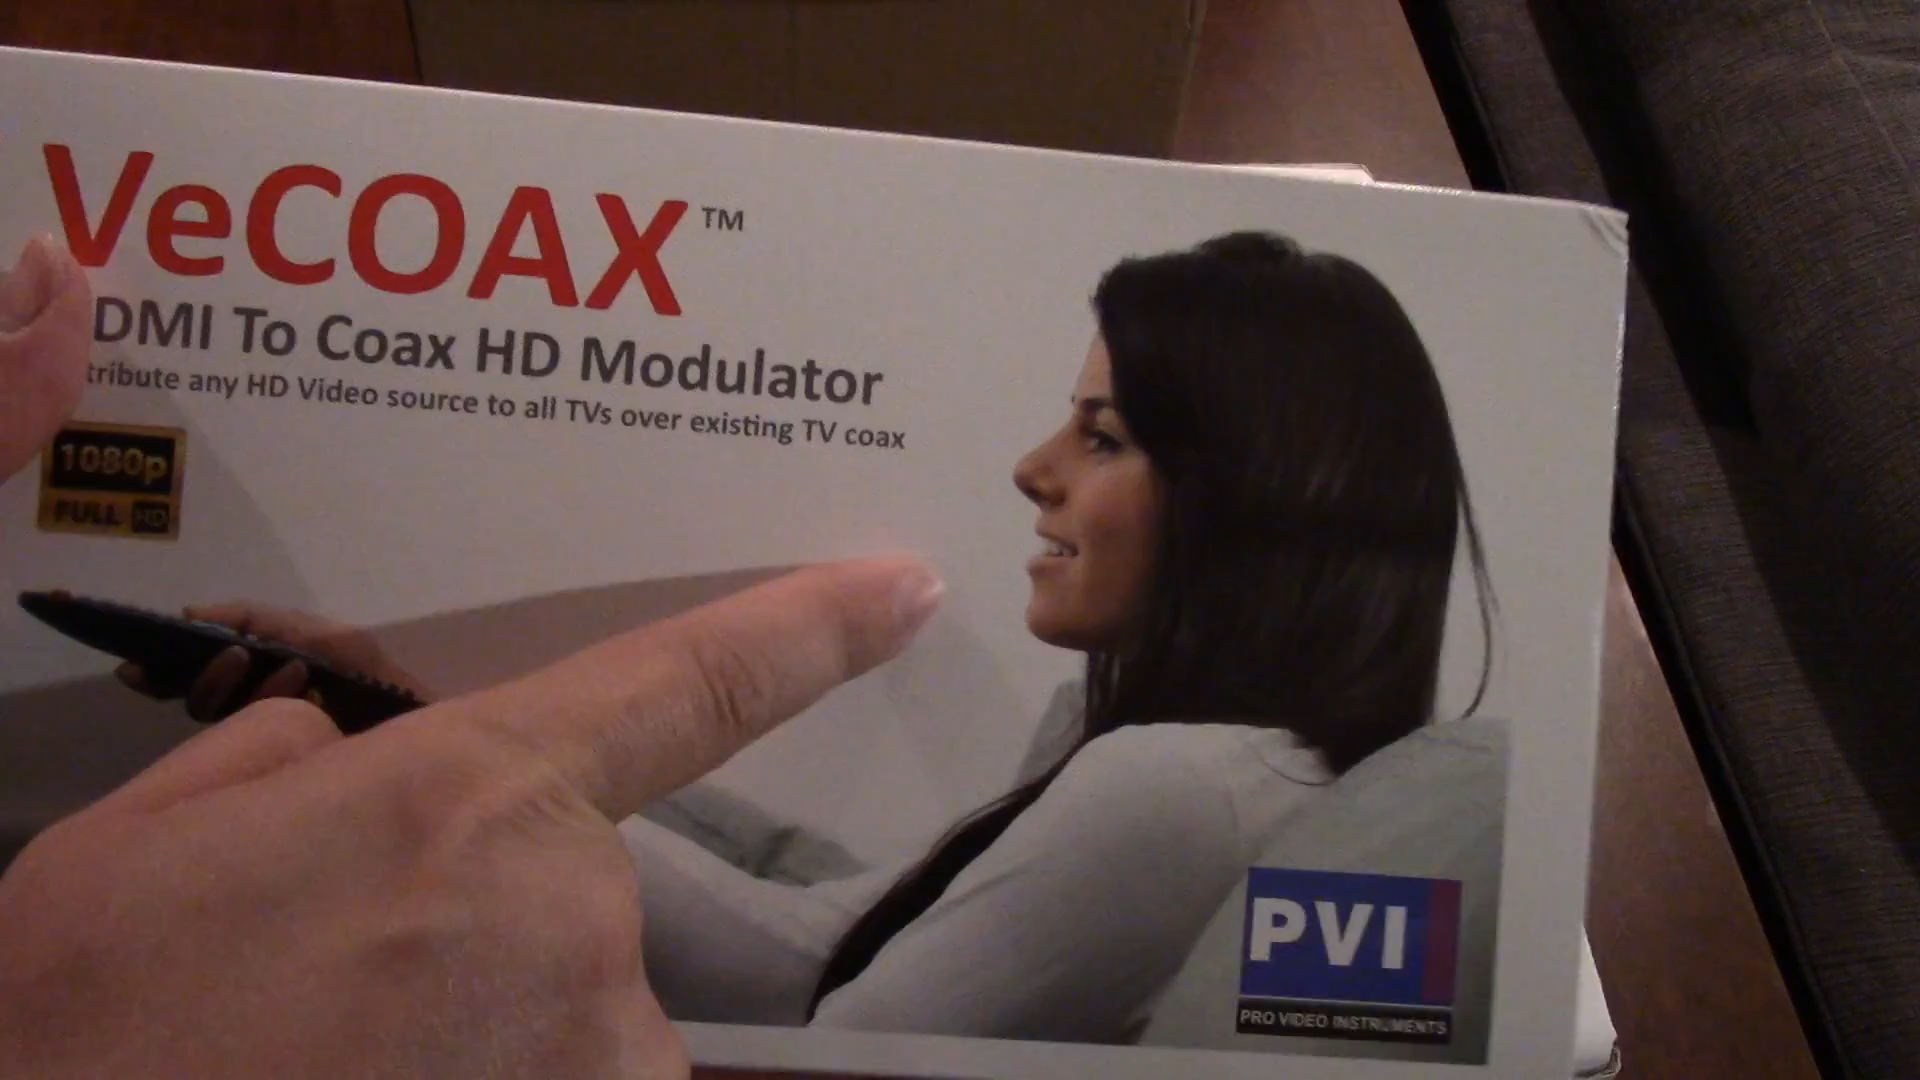 VeCOAX™
DMI To Coax HD Modulator
tribute any HD Video source to all TVs over existing TV coax
1080p
FULL HD
PVI
PRO VIDEO INSTRUMENTS